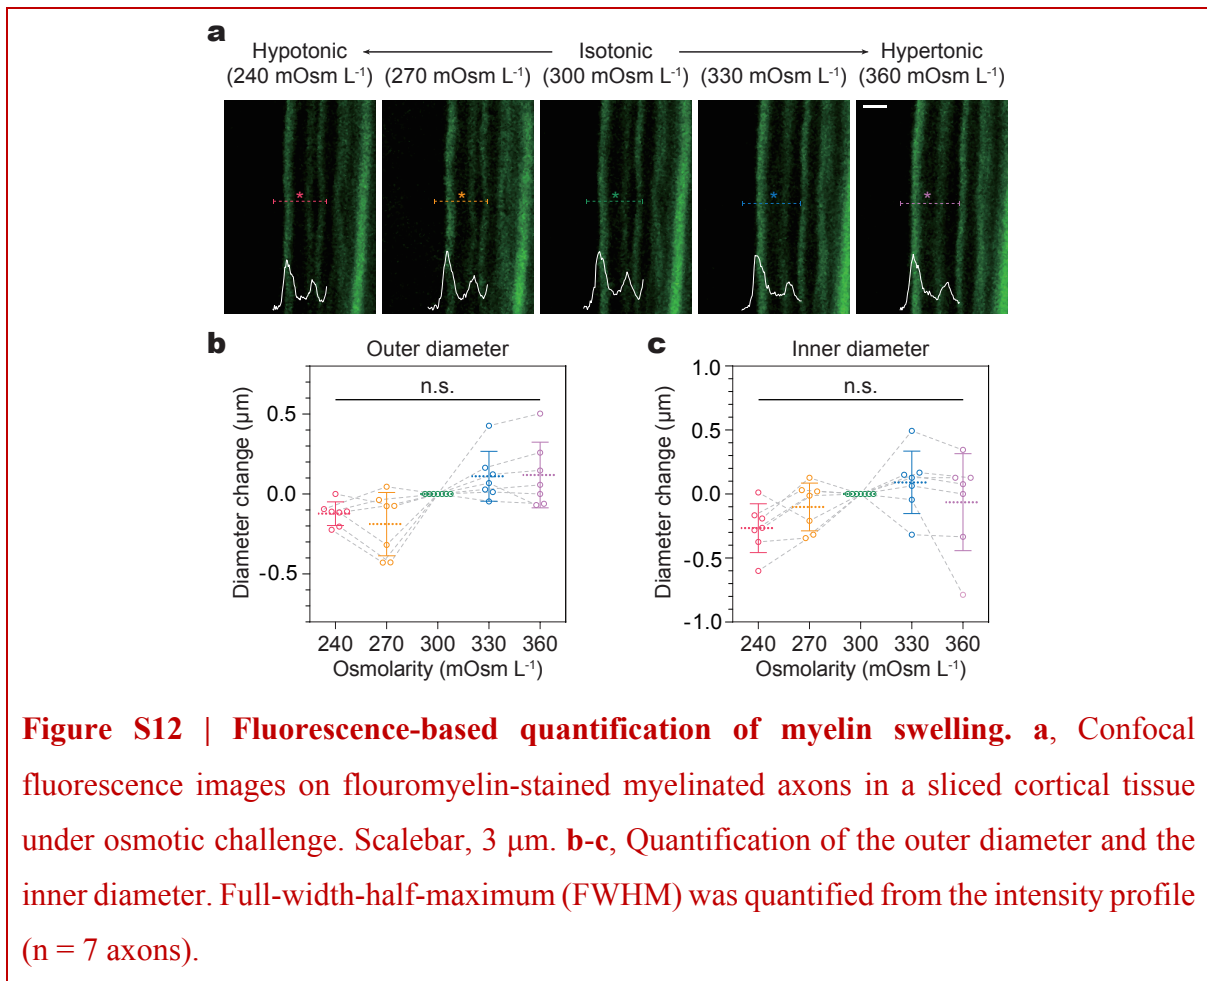 a
Hypotonic Isotonic Hypertonic
(240 mOsm L-1) (270 mOsm L-1) (300 mOsm L-1) (330 mOsm L-1) (360 mOsm L-1)
* * * * *
b Outer diameter
n.s.
Diameter change (μm)
0.5
0.0
-0.5
240 270 300 330 360
Osmolarity (mOsm L-1)
c Inner diameter
n.s.
Diameter change (μm)
1.0
0.5
0.0
-0.5
-1.0
240 270 300 330 360
Osmolarity (mOsm L-1)
Figure S12 | Fluorescence-based quantification of myelin swelling. a, Confocal
fluorescence images on flouromyelin-stained myelinated axons in a sliced cortical tissue
under osmotic challenge. Scalebar, 3 μm. b-c, Quantification of the outer diameter and the
inner diameter. Full-width-half-maximum (FWHM) was quantified from the intensity profile
(n = 7 axons).